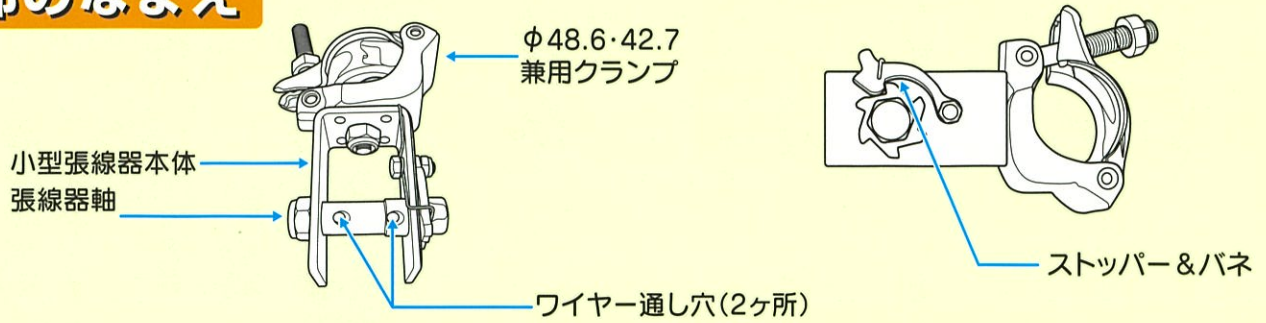 部のなまえ
φ48.6・42.7
兼用クランプ
小型張線器本体
張線器軸
ワイヤー通し穴(2ヶ所)
ストッパー&バネ